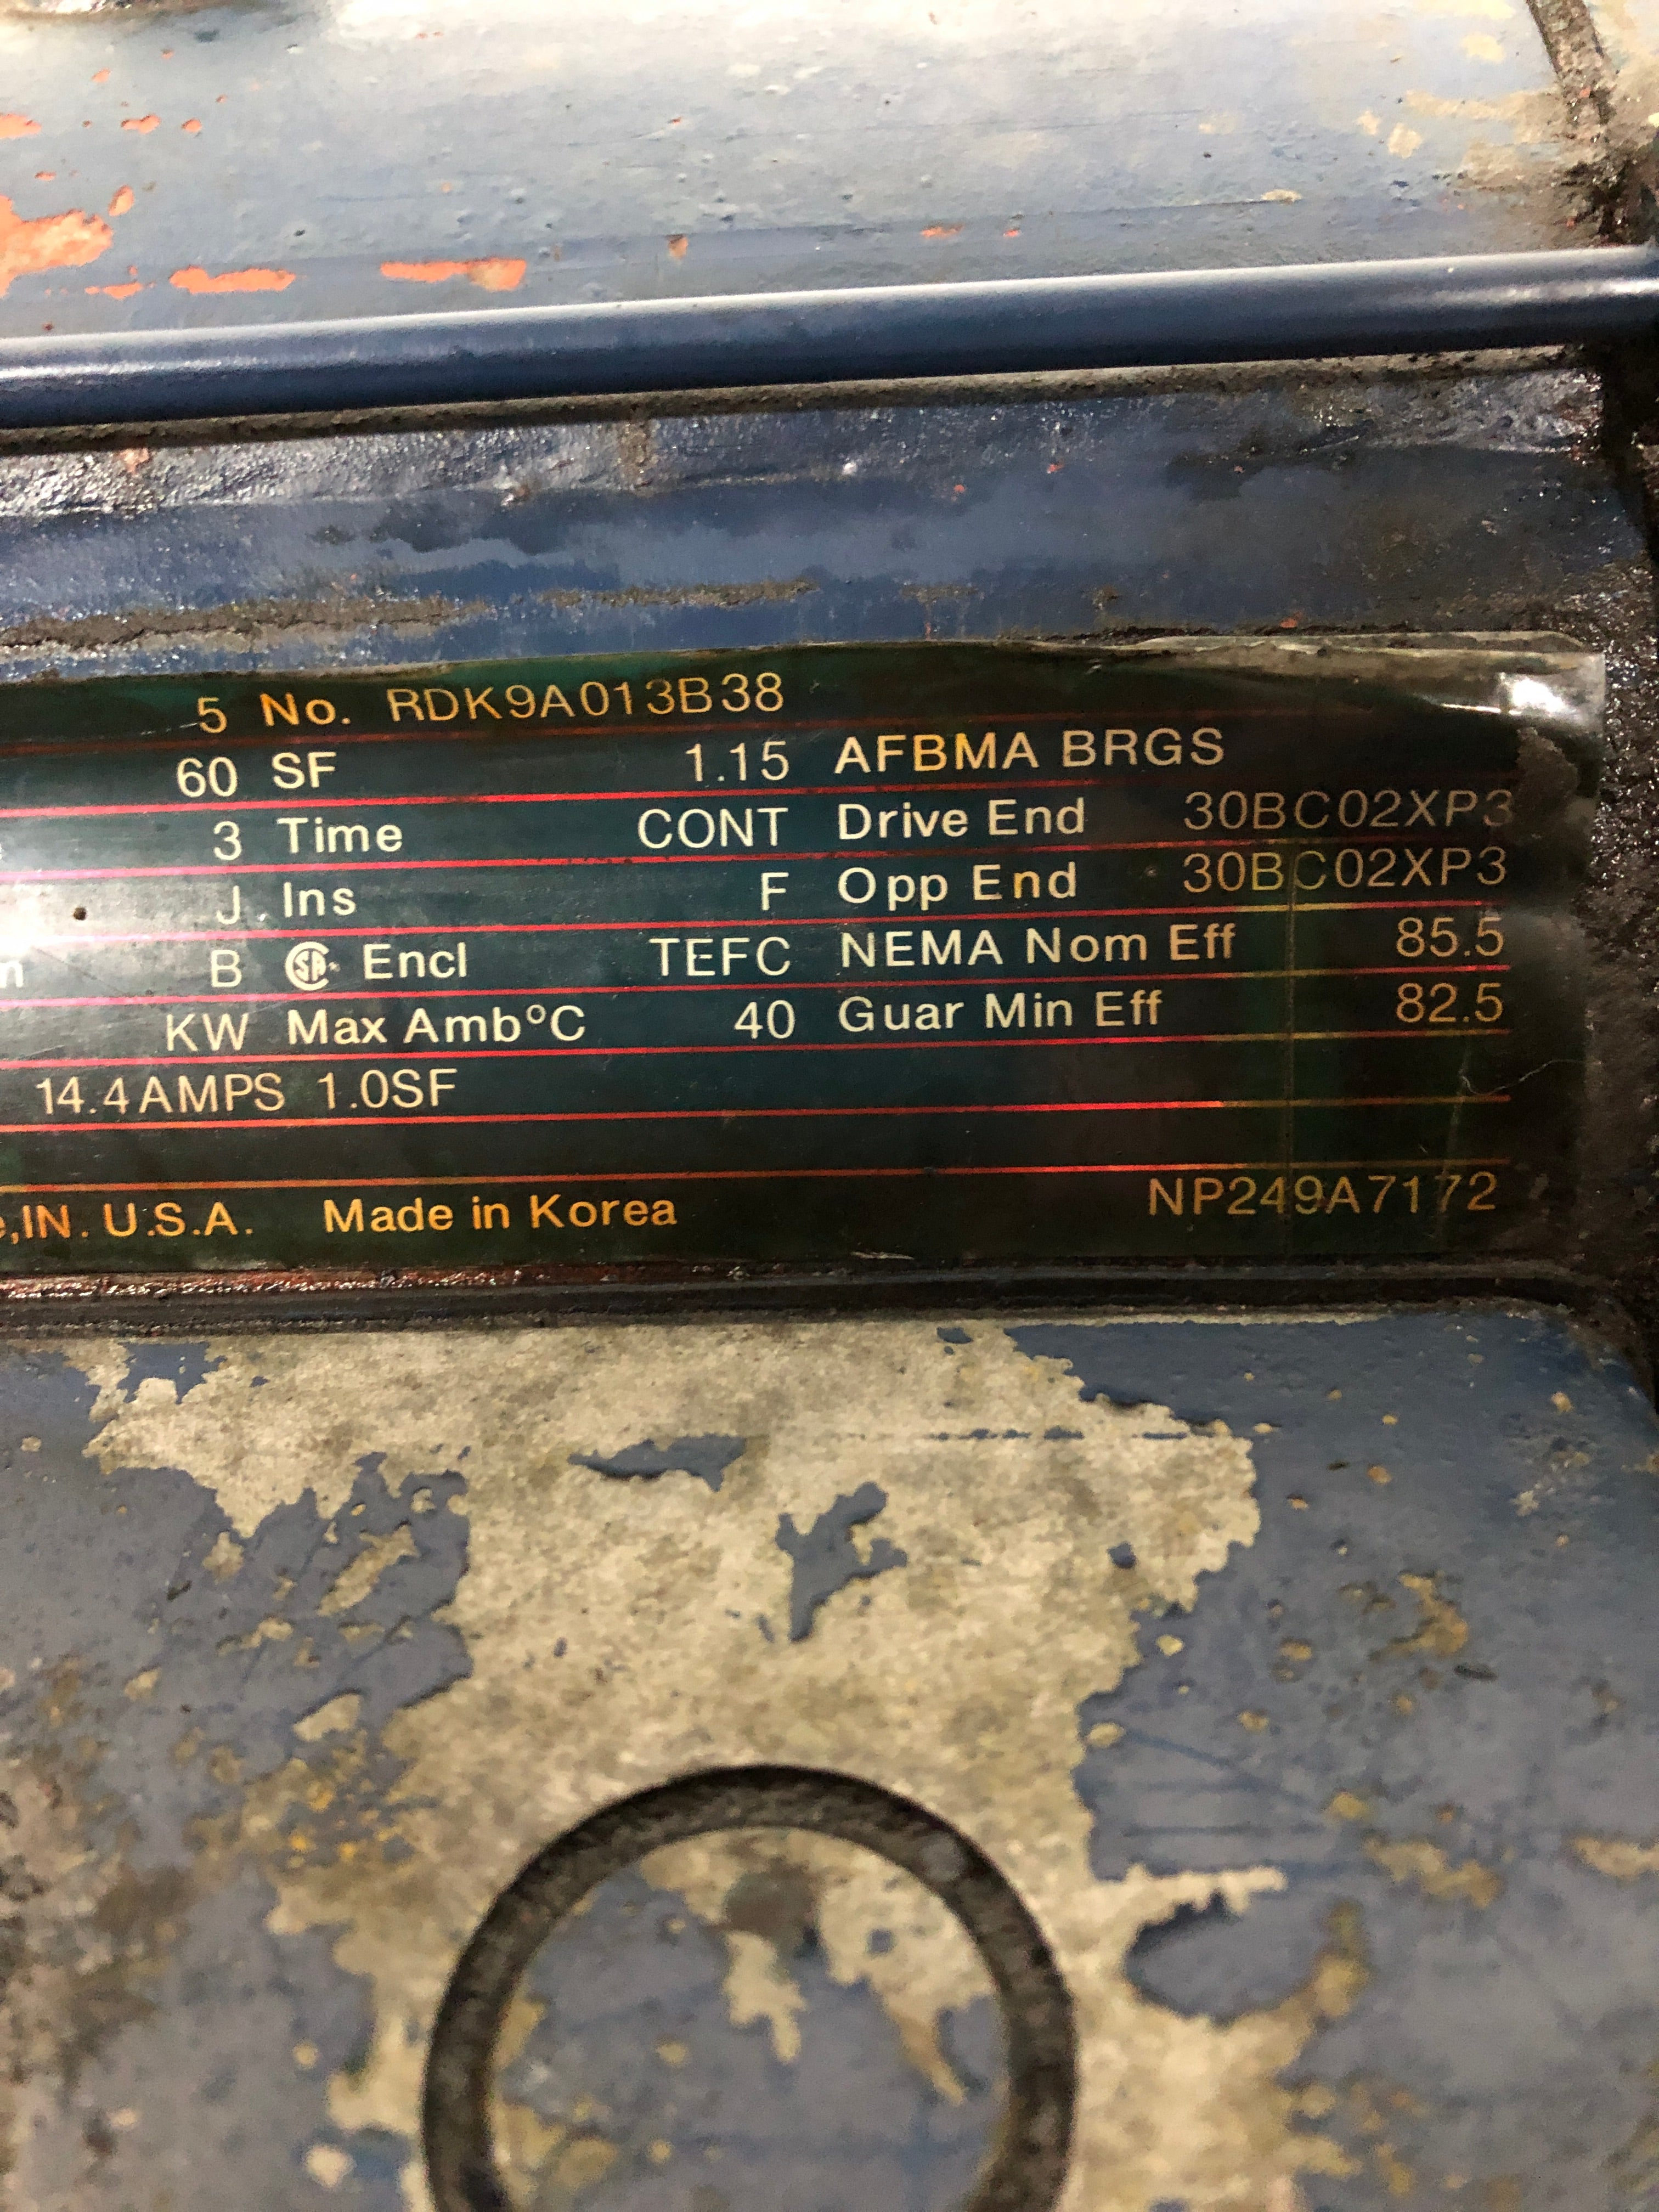 5 No. RDK9A013B38
60 SF 1.15 AFBMA BRGS
3 Time CONT Drive End 30BC02XP3
J Ins F Opp End 30BC02XP3
B SA Encl TEFC NEMA Nom Eff 85.5
KW Max Amb°C 40 Guar Min Eff 82.5
14.4AMPS 1.0SF
,IN. U.S.A. Made in Korea NP249A7172